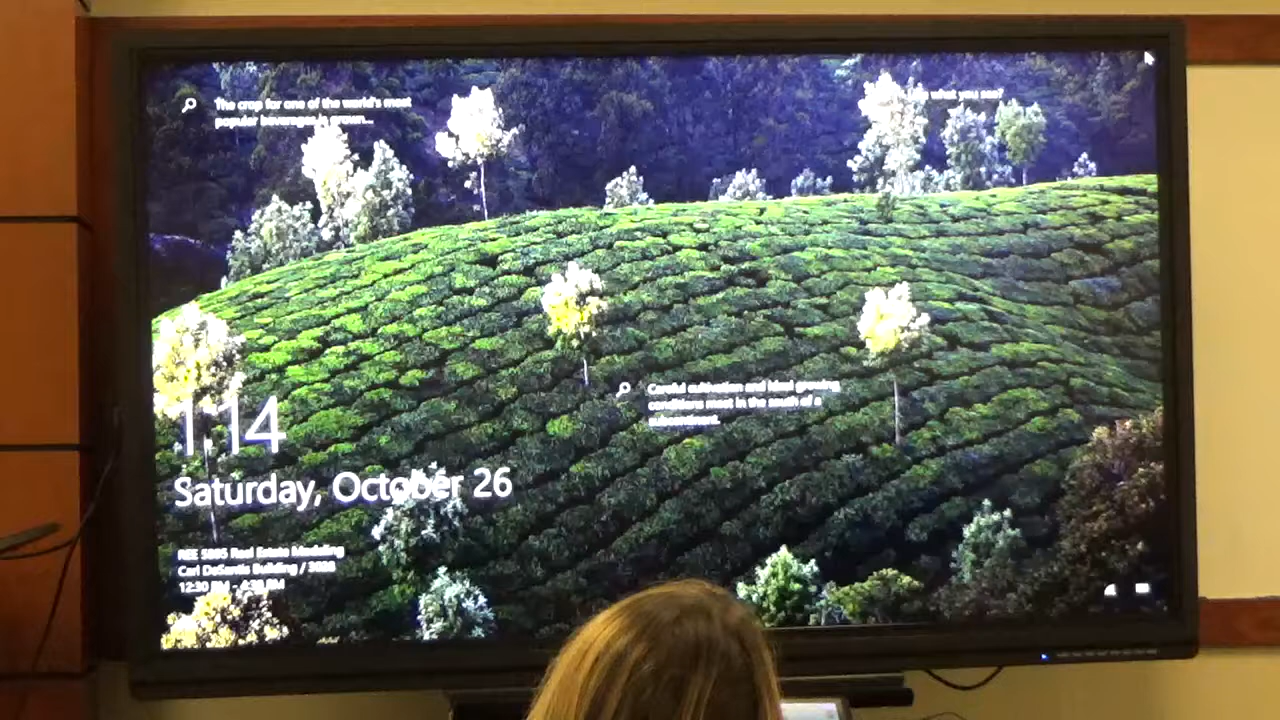 The crop for one of the world's most
popular beverages is grown...
what you see?
Careful cultivation and ideal growing
conditions meet in the south of a
subcontinent.
1:14
Saturday, October 26
REE 5885 Real Estate Modeling
Carl DeSantis Building / 3028
12:30 PM - 4:30 PM